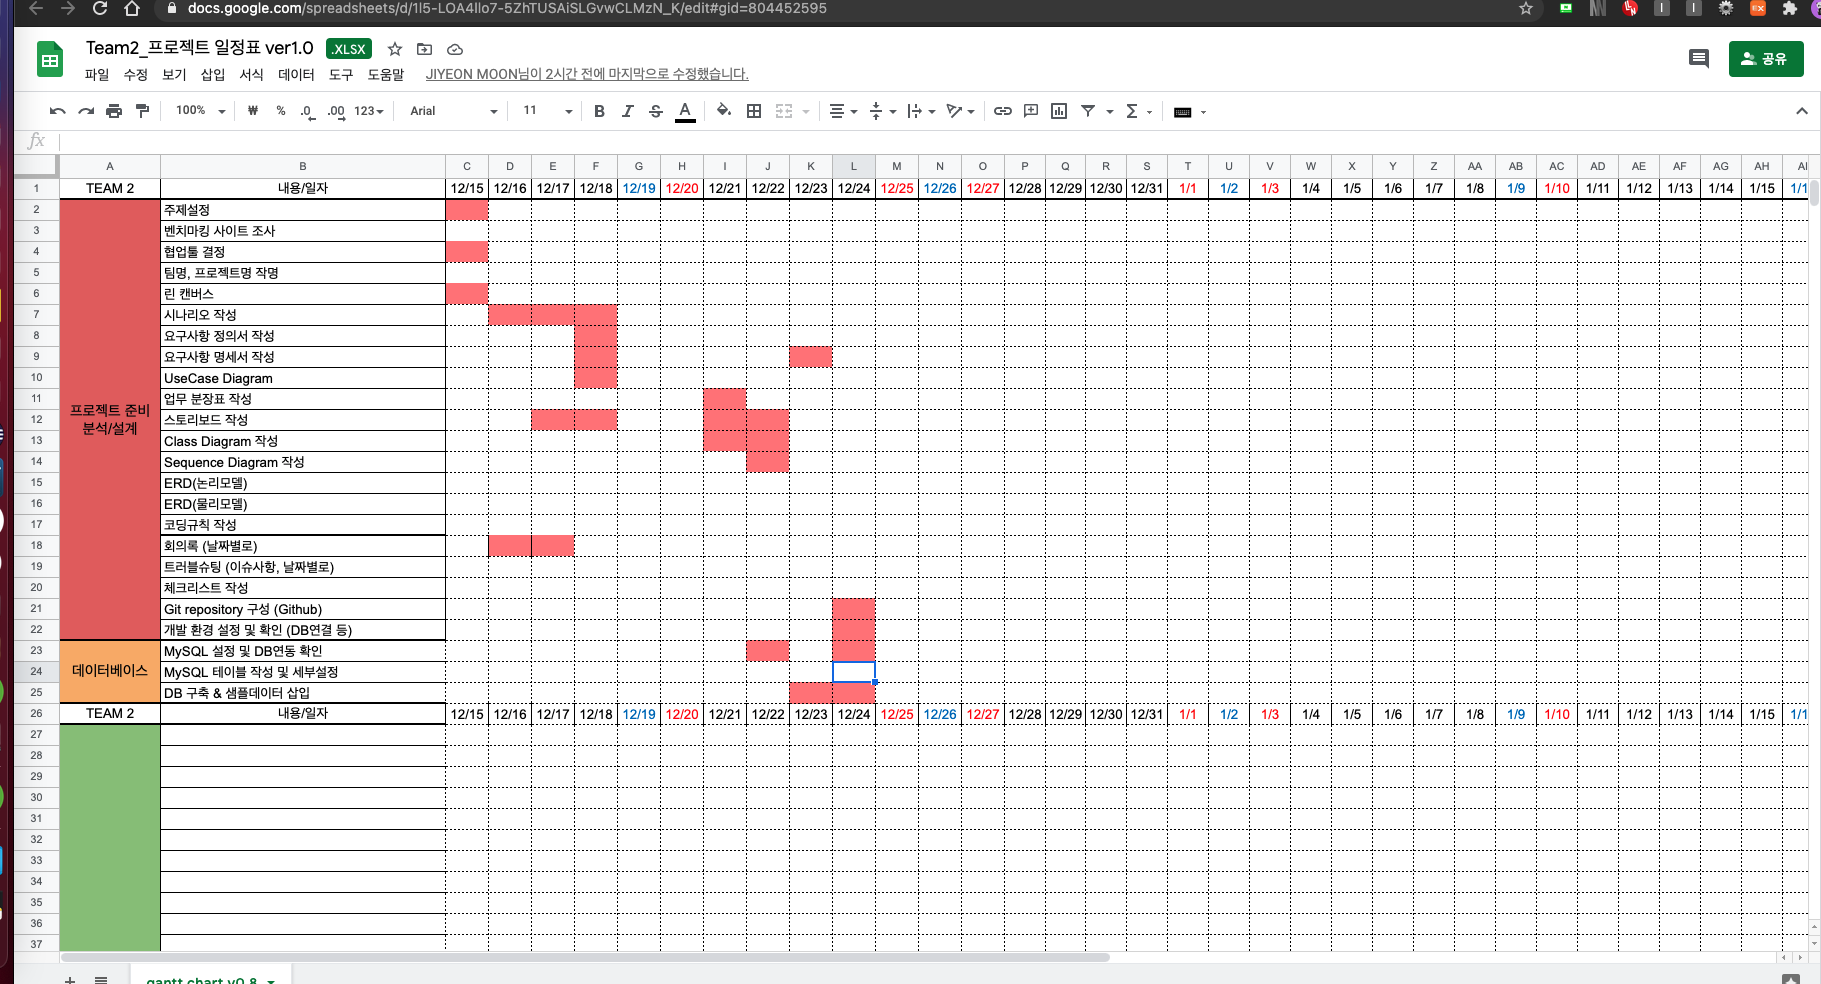 docs.google.com/spreadsheets/d/1I5-LOA4Ilo7-5ZhTUSAiSLGvwCLMzN_K/edit#gid=804452595
Team2_프로젝트 일정표 ver1.0 .XLSX
파일 수정 보기 삽입 서식 데이터 도구 도움말 JIYEON MOON님이 2시간 전에 마지막으로 수정했습니다.
공유
100% ₩ % .0 .00 123 Arial 11 B I S A Σ
fx
A B C D E F G H I J K L M N O P Q R S T U V W X Y Z AA AB AC AD AE AF AG AH AI
1 TEAM 2 내용/일자 12/15 12/16 12/17 12/18 12/19 12/20 12/21 12/22 12/23 12/24 12/25 12/26 12/27 12/28 12/29 12/30 12/31 1/1 1/2 1/3 1/4 1/5 1/6 1/7 1/8 1/9 1/10 1/11 1/12 1/13 1/14 1/15 1/1
2 주제설정
3 벤치마킹 사이트 조사
4 협업툴 결정
5 팀명, 프로젝트명 작명
6 린 캔버스
7 시나리오 작성
8 요구사항 정의서 작성
9 요구사항 명세서 작성
10 UseCase Diagram
11 업무 분장표 작성
프로젝트 준비
분석/설계
12 스토리보드 작성
13 Class Diagram 작성
14 Sequence Diagram 작성
15 ERD(논리모델)
16 ERD(물리모델)
17 코딩규칙 작성
18 회의록 (날짜별로)
19 트러블슈팅 (이슈사항, 날짜별로)
20 체크리스트 작성
21 Git repository 구성 (Github)
22 개발 환경 설정 및 확인 (DB연결 등)
23 MySQL 설정 및 DB연동 확인
24 데이터베이스 MySQL 테이블 작성 및 세부설정
25 DB 구축 & 샘플데이터 삽입
26 TEAM 2 내용/일자 12/15 12/16 12/17 12/18 12/19 12/20 12/21 12/22 12/23 12/24 12/25 12/26 12/27 12/28 12/29 12/30 12/31 1/1 1/2 1/3 1/4 1/5 1/6 1/7 1/8 1/9 1/10 1/11 1/12 1/13 1/14 1/15 1/1
27
28
29
30
31
32
33
34
35
36
37
gantt chart v0.8